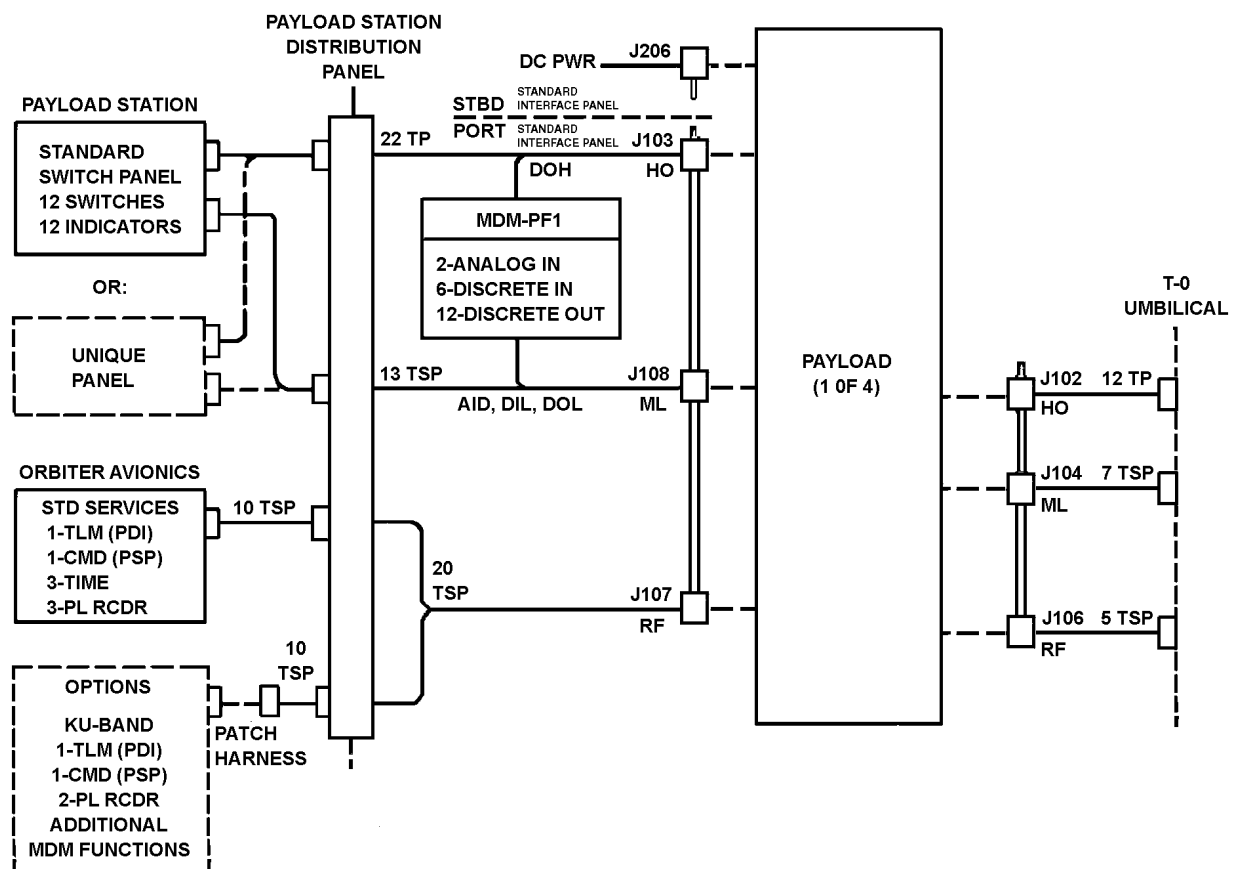 PAYLOAD STATION
DISTRIBUTION
PANEL
J206
DC PWR
STBD
STANDARD
INTERFACE PANEL
PORT
STANDARD
INTERFACE PANEL
PAYLOAD STATION
STANDARD
SWITCH PANEL
12 SWITCHES
12 INDICATORS
22 TP
J103
DOH
HO
MDM-PF1
2-ANALOG IN
6-DISCRETE IN
12-DISCRETE OUT
OR:
UNIQUE
PANEL
13 TSP
J108
AID, DIL, DOL
ML
PAYLOAD
(1 0F 4)
T-0
UMBILICAL
J102
12 TP
HO
J104
7 TSP
ML
J106
5 TSP
RF
ORBITER AVIONICS
STD SERVICES
1-TLM (PDI)
1-CMD (PSP)
3-TIME
3-PL RCDR
10 TSP
20
TSP
J107
RF
10
TSP
PATCH
HARNESS
OPTIONS
KU-BAND
1-TLM (PDI)
1-CMD (PSP)
2-PL RCDR
ADDITIONAL
MDM FUNCTIONS